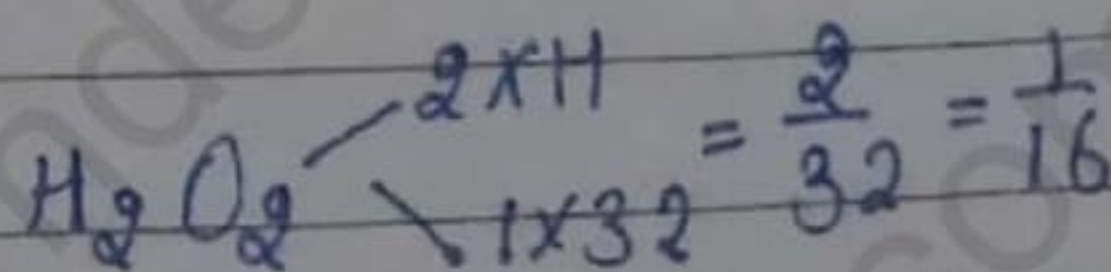 2 x H
H2O2 = 2/32 = 1/16
1 x 32